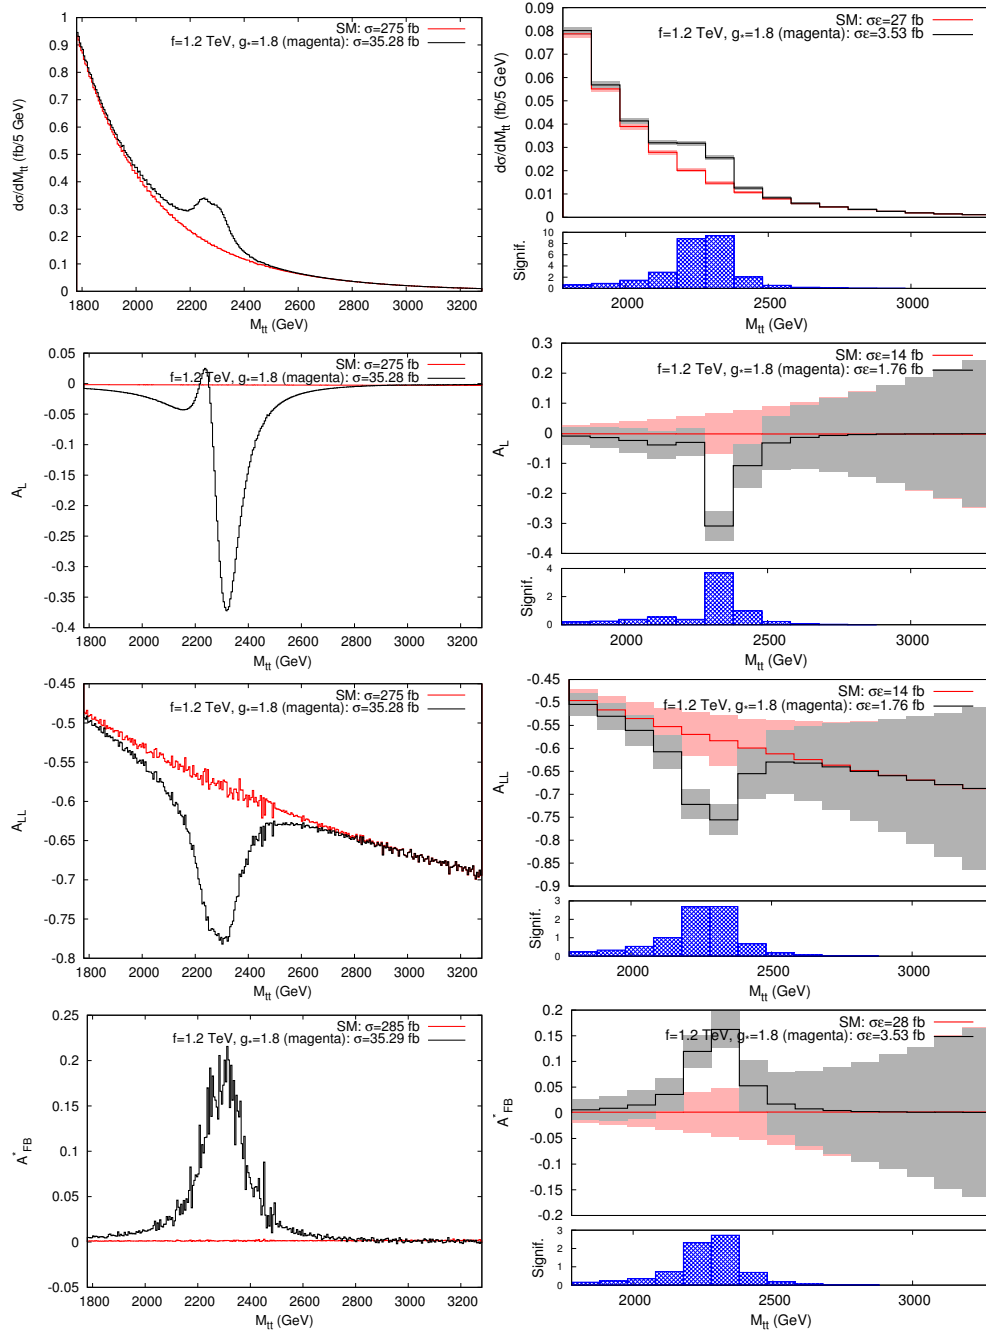 SM: σ=275 fb
f=1.2 TeV, g*=1.8 (magenta): σ=35.28 fb
dσ/dMtt (fb/5 GeV)
1
0.9
0.8
0.7
0.6
0.5
0.4
0.3
0.2
0.1
0
1800 2000 2200 2400 2600 2800 3000 3200
Mtt (GeV)
SM: σε=27 fb
f=1.2 TeV, g*=1.8 (magenta): σε=3.53 fb
dσ/dMtt (fb/5 GeV)
0.09
0.08
0.07
0.06
0.05
0.04
0.03
0.02
0.01
0
Signif.
10
8
6
4
2
0
2000 2500 3000
Mtt (GeV)
SM: σ=275 fb
f=1.2 TeV, g*=1.8 (magenta): σ=35.28 fb
AL
0.05
0
-0.05
-0.1
-0.15
-0.2
-0.25
-0.3
-0.35
-0.4
1800 2000 2200 2400 2600 2800 3000 3200
Mtt (GeV)
SM: σε=14 fb
f=1.2 TeV, g*=1.8 (magenta): σε=1.76 fb
AL
0.3
0.2
0.1
0
-0.1
-0.2
-0.3
-0.4
Signif.
4
2
0
2000 2500 3000
Mtt (GeV)
SM: σ=275 fb
f=1.2 TeV, g*=1.8 (magenta): σ=35.28 fb
ALL
-0.45
-0.5
-0.55
-0.6
-0.65
-0.7
-0.75
-0.8
1800 2000 2200 2400 2600 2800 3000 3200
Mtt (GeV)
SM: σε=14 fb
f=1.2 TeV, g*=1.8 (magenta): σε=1.76 fb
ALL
-0.45
-0.5
-0.55
-0.6
-0.65
-0.7
-0.75
-0.8
-0.85
-0.9
Signif.
3
2
1
0
2000 2500 3000
Mtt (GeV)
SM: σ=285 fb
f=1.2 TeV, g*=1.8 (magenta): σ=35.29 fb
A*FB
0.25
0.2
0.15
0.1
0.05
0
-0.05
1800 2000 2200 2400 2600 2800 3000 3200
Mtt (GeV)
SM: σε=28 fb
f=1.2 TeV, g*=1.8 (magenta): σε=3.53 fb
A*FB
0.2
0.15
0.1
0.05
0
-0.05
-0.1
-0.15
-0.2
Signif.
3
2
1
0
2000 2500 3000
Mtt (GeV)